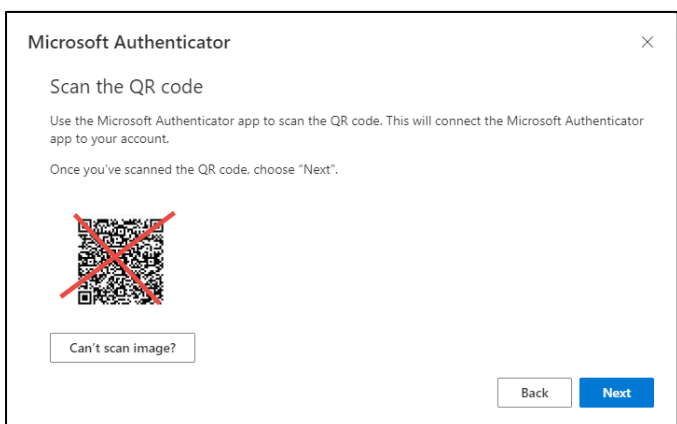 Microsoft Authenticator
Scan the QR code
Use the Microsoft Authenticator app to scan the QR code. This will connect the Microsoft Authenticator
app to your account.
Once you’ve scanned the QR code, choose “Next”.
Can’t scan image?
Back
Next